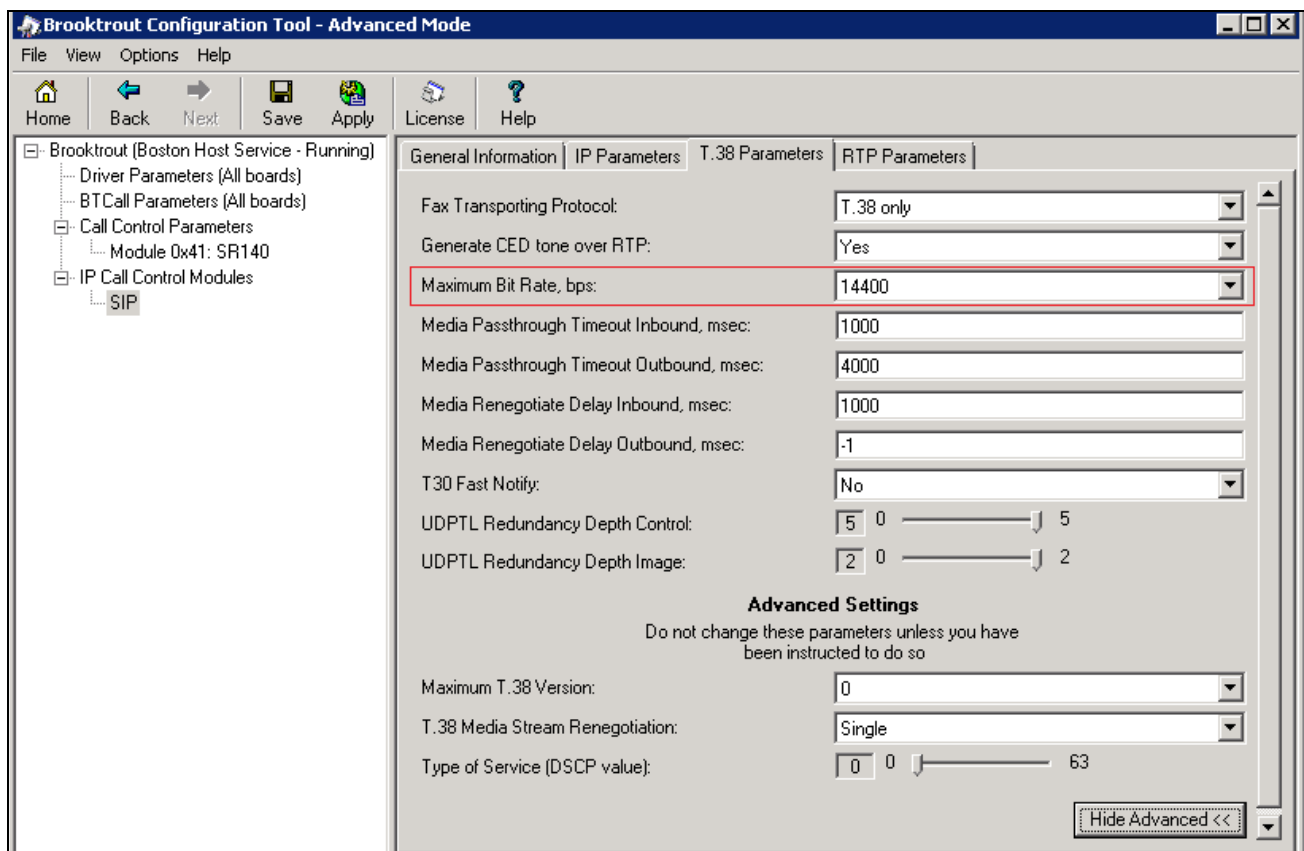 Brooktrout Configuration Tool - Advanced Mode
File View Options Help
Home Back Next Save Apply License Help
Brooktrout (Boston Host Service - Running)
Driver Parameters (All boards)
BTCall Parameters (All boards)
Call Control Parameters
Module 0x41: SR140
IP Call Control Modules
SIP
General Information IP Parameters T.38 Parameters RTP Parameters
Fax Transporting Protocol: T.38 only
Generate CED tone over RTP: Yes
Maximum Bit Rate, bps: 14400
Media Passthrough Timeout Inbound, msec: 1000
Media Passthrough Timeout Outbound, msec: 4000
Media Renegotiate Delay Inbound, msec: 1000
Media Renegotiate Delay Outbound, msec: -1
T30 Fast Notify: No
UDPTL Redundancy Depth Control: 5 0 5
UDPTL Redundancy Depth Image: 2 0 2
Advanced Settings
Do not change these parameters unless you have
been instructed to do so
Maximum T.38 Version: 0
T.38 Media Stream Renegotiation: Single
Type of Service (DSCP value): 0 0 63
Hide Advanced <<